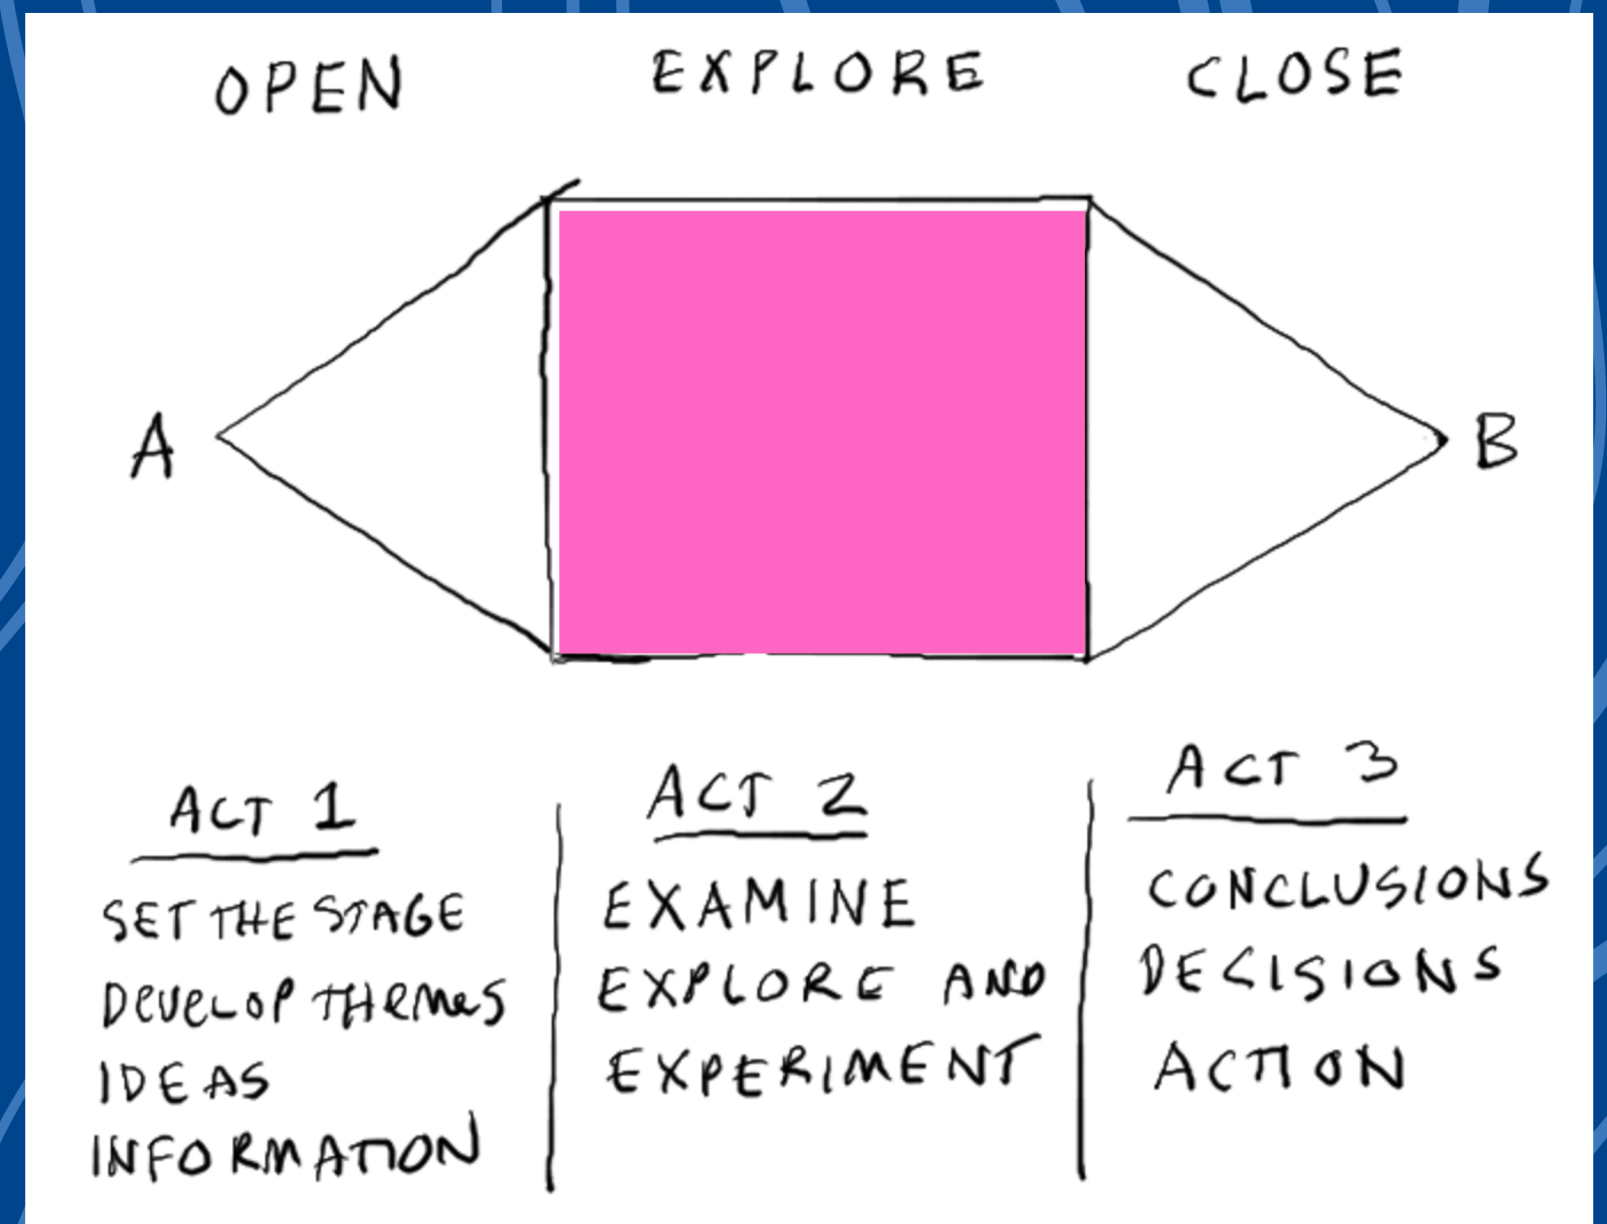 OPEN EXPLORE CLOSE
A B
ACT 1
SET THE STAGE
DEVELOP THEMES
IDEAS
INFORMATION
ACT 2
EXAMINE
EXPLORE AND
EXPERIMENT
ACT 3
CONCLUSIONS
DECISIONS
ACTION